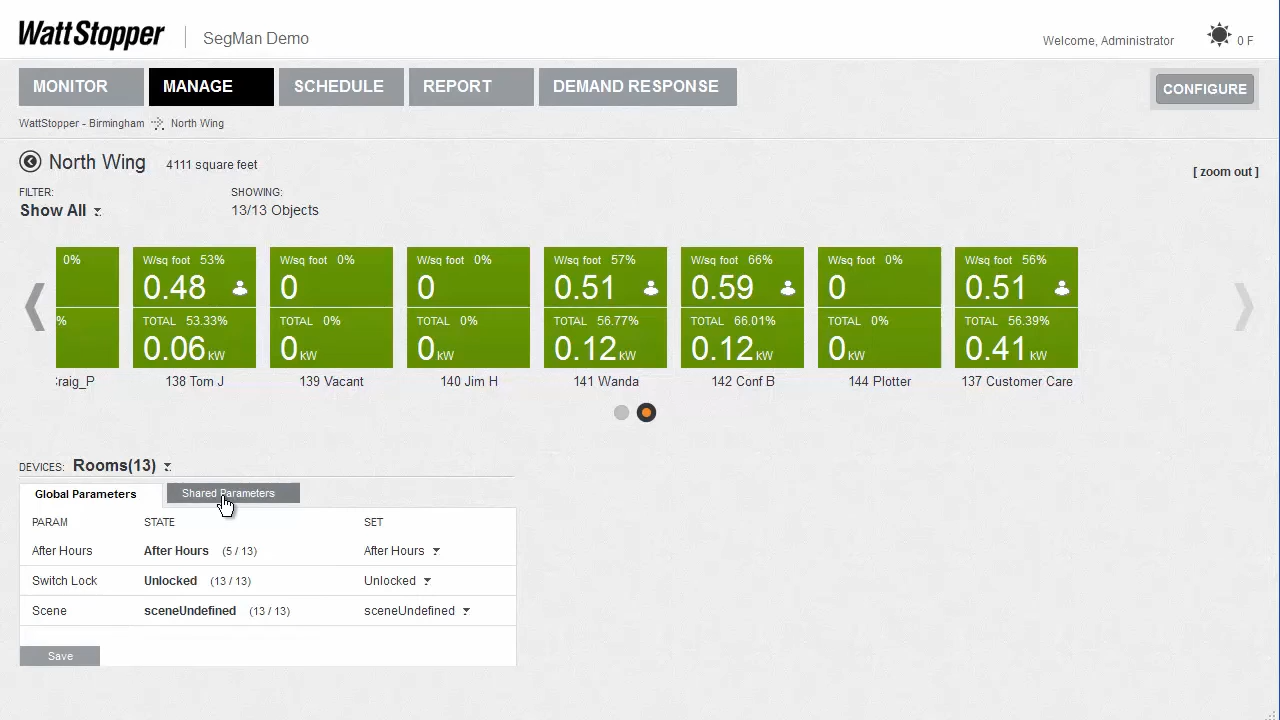 WattStopper SegMan Demo
Welcome, Administrator 0 F
MONITOR MANAGE SCHEDULE REPORT DEMAND RESPONSE CONFIGURE
WattStopper - Birmingham North Wing
North Wing 4111 square feet
[ zoom out ]
FILTER: SHOWING:
Show All 13/13 Objects
0% W/sq foot 53% W/sq foot 0% W/sq foot 0% W/sq foot 57% W/sq foot 66% W/sq foot 0% W/sq foot 56%
0.48 0 0 0.51 0.59 0 0.51
% TOTAL 53.33% TOTAL 0% TOTAL 0% TOTAL 56.77% TOTAL 66.01% TOTAL 0% TOTAL 56.39%
0.06 kW 0 kW 0 kW 0.12 kW 0.12 kW 0 kW 0.41 kW
raig_P 138 Tom J 139 Vacant 140 Jim H 141 Wanda 142 Conf B 144 Plotter 137 Customer Care
DEVICES: Rooms(13)
Global Parameters Shared Parameters
PARAM STATE SET
After Hours After Hours (5 / 13) After Hours
Switch Lock Unlocked (13 / 13) Unlocked
Scene sceneUndefined (13 / 13) sceneUndefined
Save